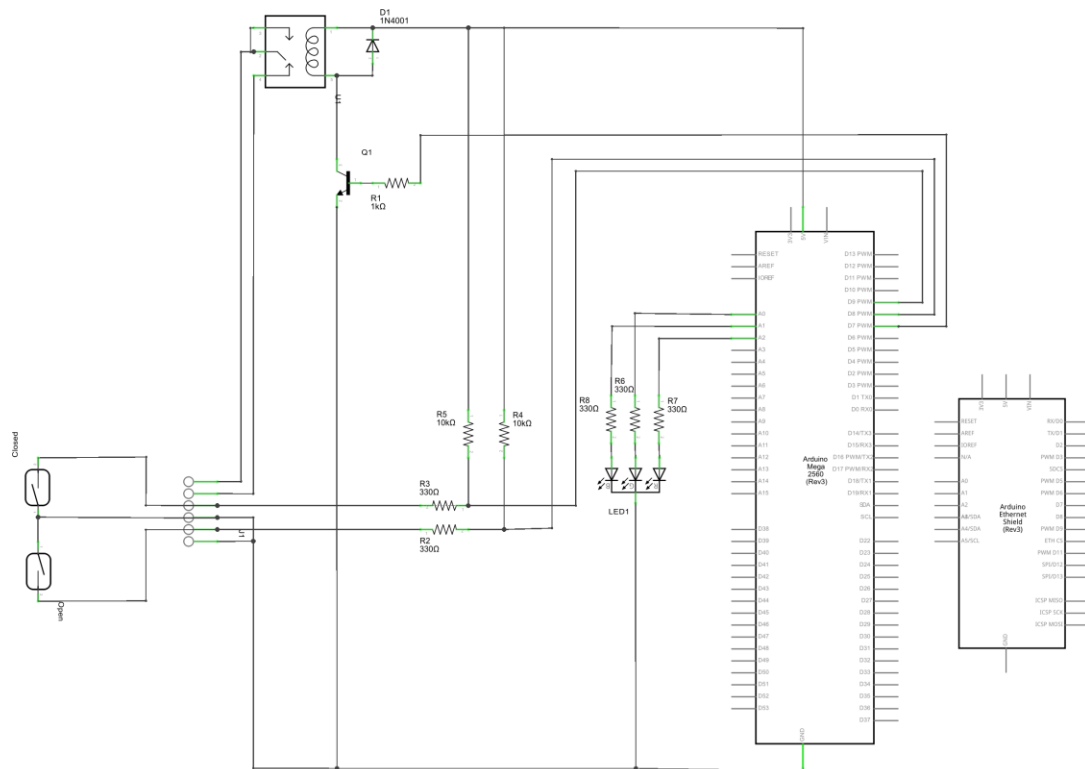 D1
1N4001
U1
Q1
R1
1kΩ
R5
10kΩ
R4
10kΩ
R3
330Ω
R2
330Ω
J1
Closed
Open
R8
330Ω
R6
330Ω
R7
330Ω
R
G
B
LED1
3V3
5V
VIN
RESET
AREF
IOREF
A0
A1
A2
A3
A4
A5
A6
A7
A8
A9
A10
A11
A12
A13
A14
A15
D38
D39
D40
D41
D42
D43
D44
D45
D46
D47
D48
D49
D50
D51
D52
D53
Arduino
Mega
2560
(Rev3)
D13 PWM
D12 PWM
D11 PWM
D10 PWM
D9 PWM
D8 PWM
D7 PWM
D6 PWM
D5 PWM
D4 PWM
D3 PWM
D2 PWM
D1 TX0
D0 RX0
D14/TX3
D15/RX3
D16 PWM/TX2
D17 PWM/RX2
D18/TX1
D19/RX1
SDA
SCL
D22
D23
D24
D25
D26
D27
D28
D29
D30
D31
D32
D33
D34
D35
D36
D37
GND
3V3
5V
VIN
RESET
AREF
IOREF
N/A
A0
A1
A2
A3
A4/SDA
A5/SCL
Arduino
Ethernet
Shield
(Rev3)
RX/D0
TX/D1
D2
PWM D3
SDCS
PWM D5
PWM D6
D7
D8
PWM D9
ETH CS
PWM D11
SPI/D12
SPI/D13
ICSP MISO
ICSP SCK
ICSP MOSI
GND